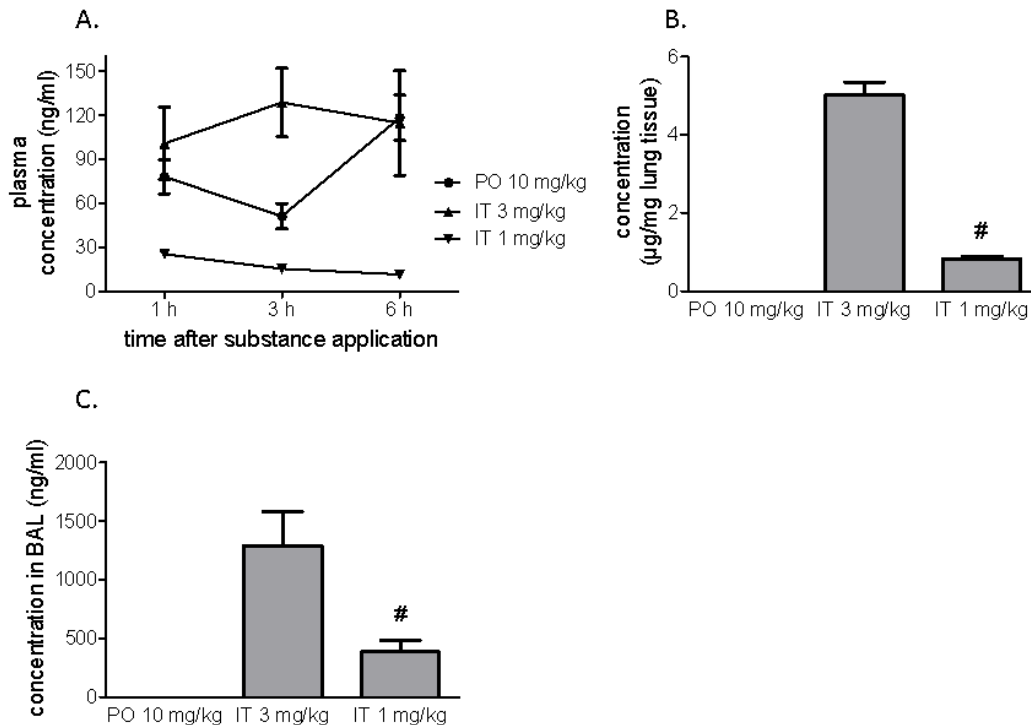 A.
plasma
concentration (ng/ml)
150
120
90
60
30
0
1 h 3 h 6 h
time after substance application
PO 10 mg/kg
IT 3 mg/kg
IT 1 mg/kg
B.
concentration
(µg/mg lung tissue)
6
4
2
0
#
PO 10 mg/kg IT 3 mg/kg IT 1 mg/kg
C.
concentration in BAL (ng/ml)
2000
1500
1000
500
0
#
PO 10 mg/kg IT 3 mg/kg IT 1 mg/kg